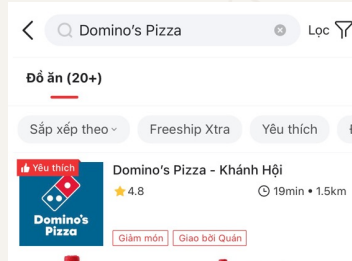 Domino's Pizza
Lọc
Đồ ăn (20+)
Sắp xếp theo
Freeship Xtra
Yêu thích
Yêu thích
Domino's Pizza - Khánh Hội
4.8
19min • 1.5km
Domino's
Pizza
Giảm món
Giao bởi Quán